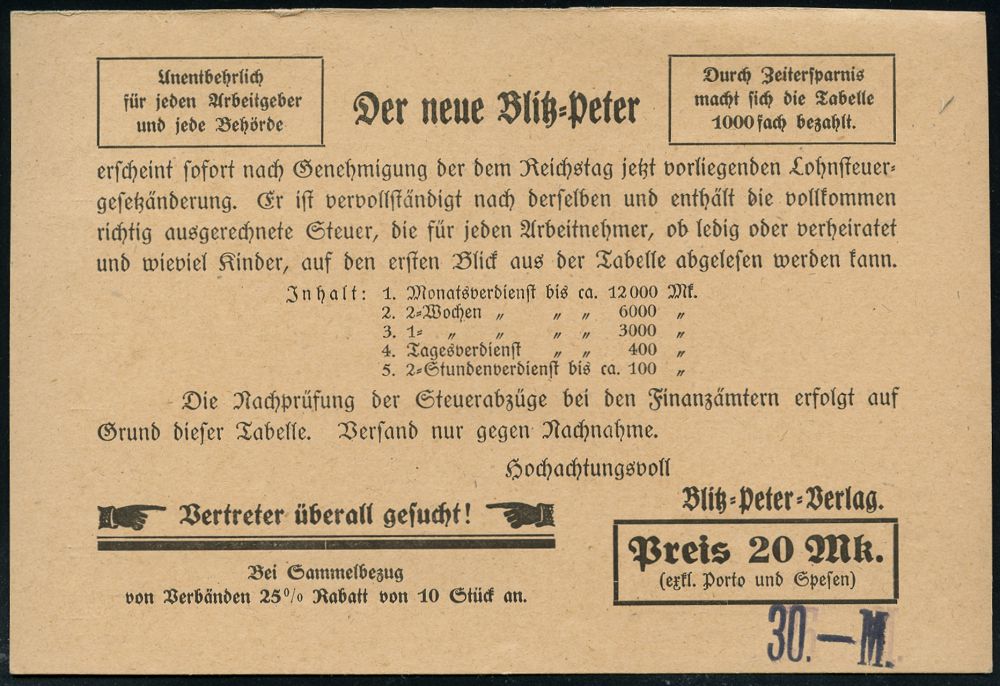 Unentbehrlich
für jeden Arbeitgeber
und jede Behörde
Der neue Blitz=Peter
Durch Zeitersparnis
macht sich die Tabelle
1000 fach bezahlt.
erscheint sofort nach Genehmigung der dem Reichstag jetzt vorliegenden Lohnsteuer=
gesetzänderung. Er ist vervollständigt nach derselben und enthält die vollkommen
richtig ausgerechnete Steuer, die für jeden Arbeitnehmer, ob ledig oder verheiratet
und wieviel Kinder, auf den ersten Blick aus der Tabelle abgelesen werden kann.
Inhalt: 1. Monatsverdienst bis ca. 12000 Mk.
2. 2=Wochen „ „ „ 6000 „
3. 1= „ „ „ „ 3000 „
4. Tagesverdienst „ „ 400 „
5. 2=Stundenverdienst bis ca. 100 „
Die Nachprüfung der Steuerabzüge bei den Finanzämtern erfolgt auf
Grund dieser Tabelle. Versand nur gegen Nachnahme.
Hochachtungsvoll
Blitz=Peter=Verlag.
Vertreter überall gesucht!
Bei Sammelbezug
von Verbänden 25% Rabatt von 10 Stück an.
Preis 20 Mk.
(exkl. Porto und Spesen)
30.—M.